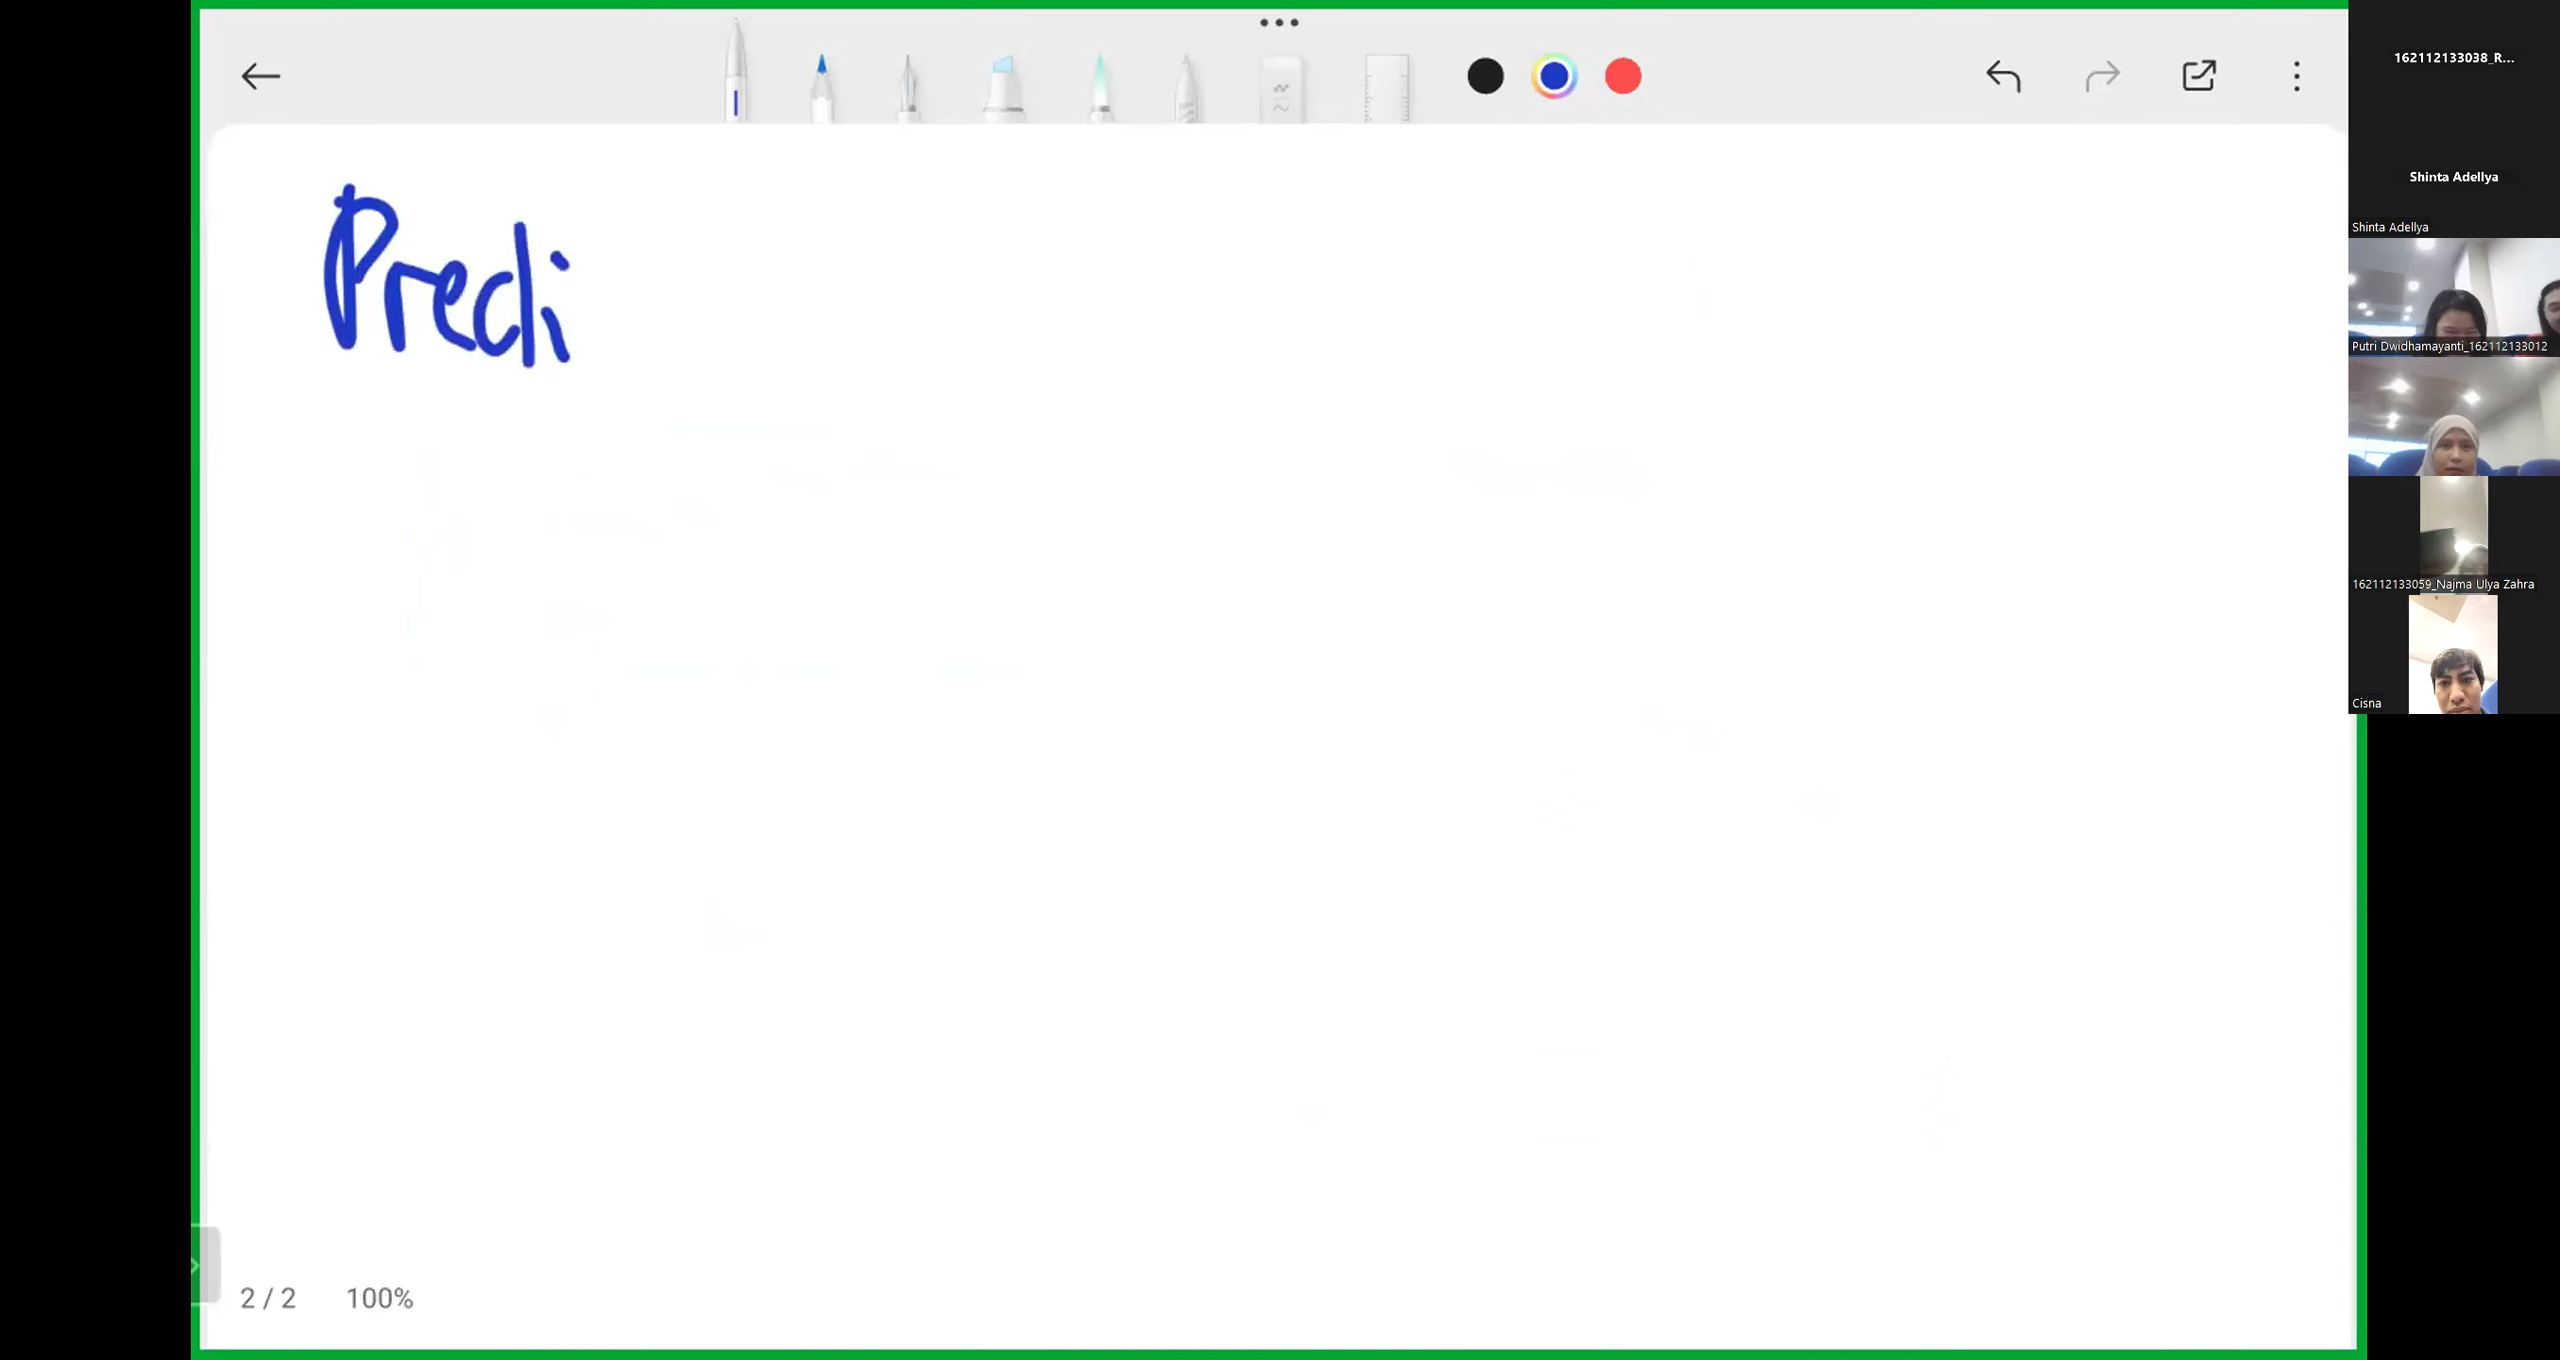 162112133038_R...
Predi
Shinta Adellya
Shinta Adellya
Putri Dwidhamayanti_162112133012
162112133059_Najma Ulya Zahra
Cisna
2 / 2 100%